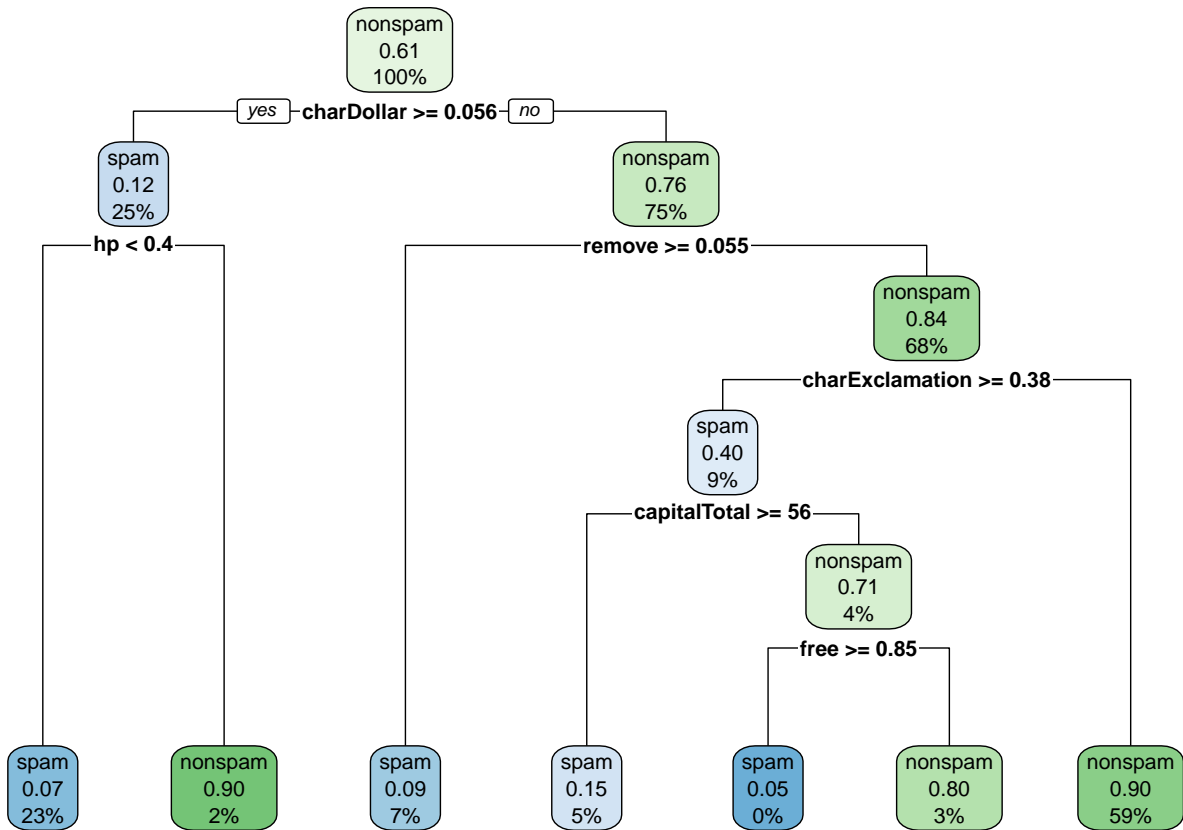 nonspam
0.61
100%
yes charDollar >= 0.056 no
spam
0.12
25%
nonspam
0.76
75%
hp < 0.4
remove >= 0.055
nonspam
0.84
68%
charExclamation >= 0.38
spam
0.40
9%
capitalTotal >= 56
nonspam
0.71
4%
free >= 0.85
spam
0.07
23%
nonspam
0.90
2%
spam
0.09
7%
spam
0.15
5%
spam
0.05
0%
nonspam
0.80
3%
nonspam
0.90
59%